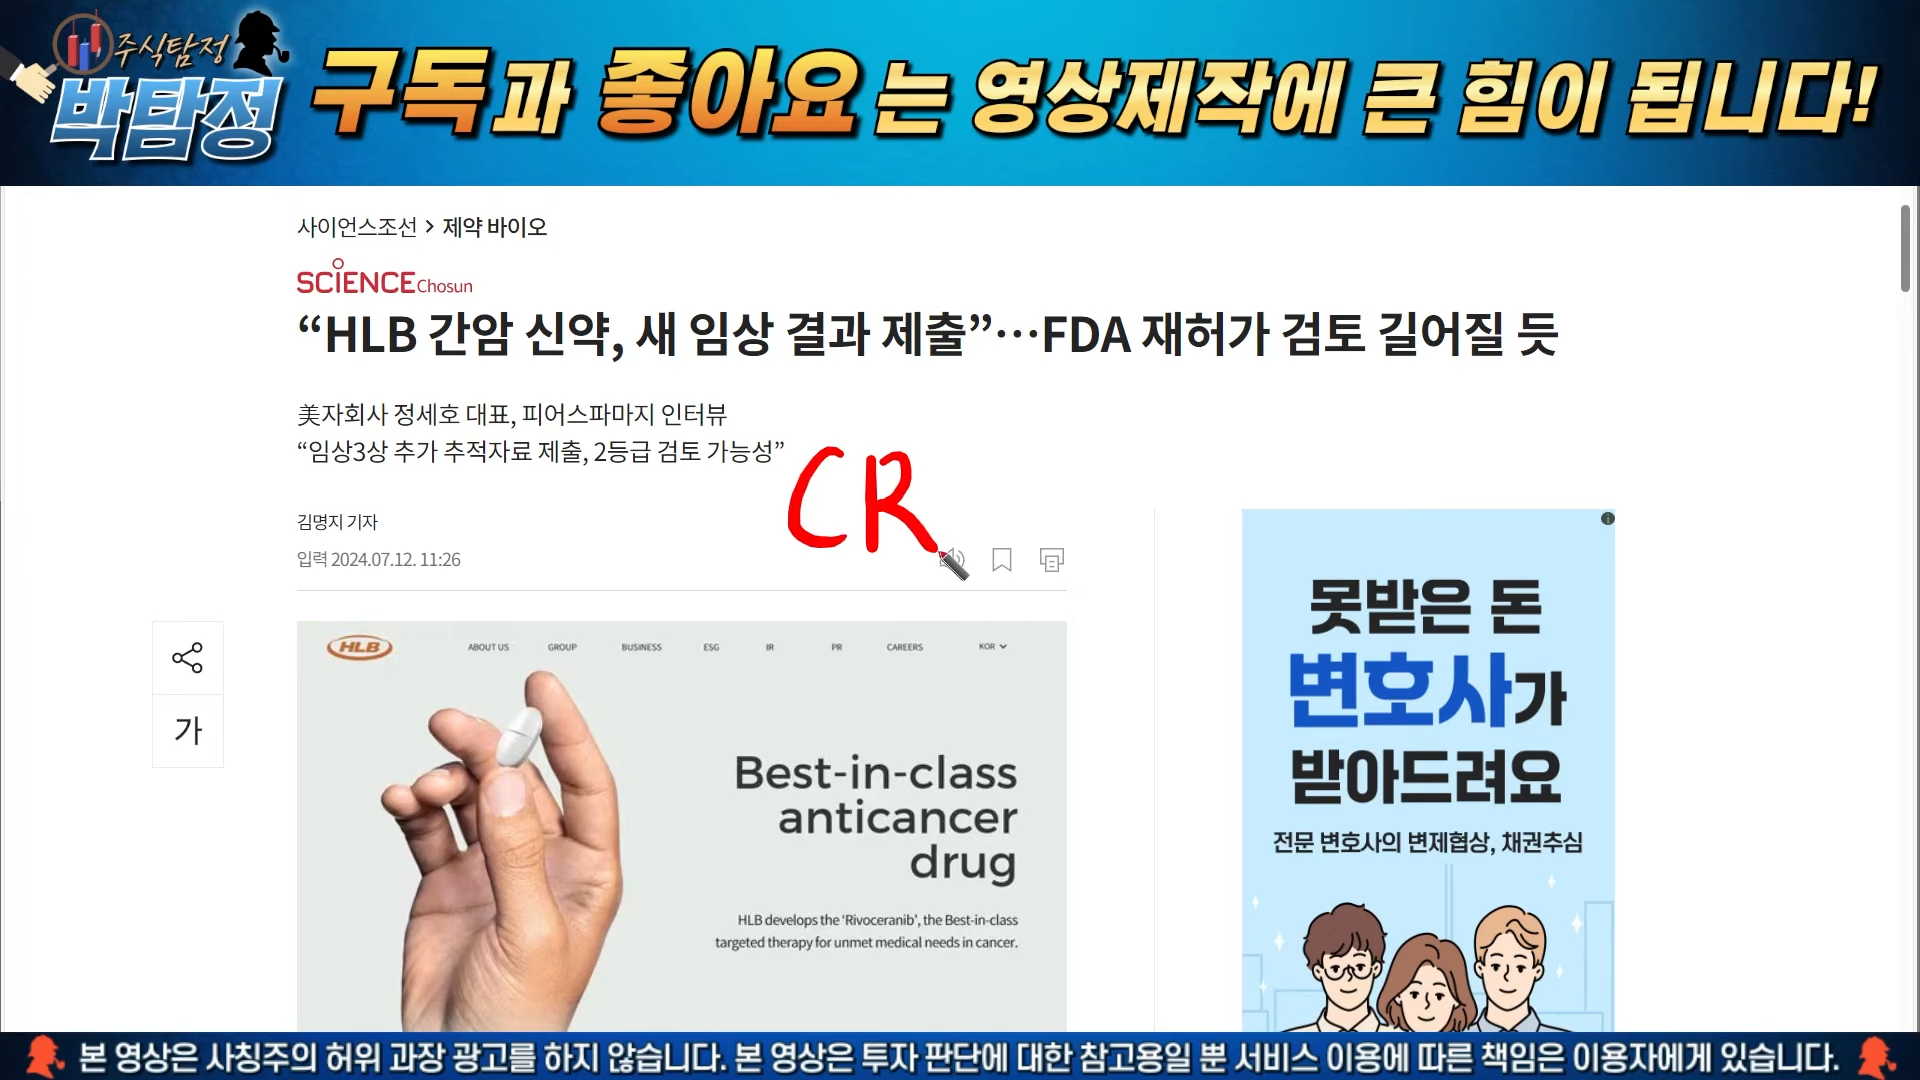 주식탐정
박탐정
구독과 좋아요는 영상제작에 큰 힘이 됩니다!
사이언스조선 > 제약 바이오
SCIENCE Chosun
“HLB 간암 신약, 새 임상 결과 제출”…FDA 재허가 검토 길어질 듯
美자회사 정세호 대표, 피어스파마지 인터뷰
“임상3상 추가 추적자료 제출, 2등급 검토 가능성”
CR
김명지 기자
입력 2024.07.12. 11:26
가
HLB ABOUT US GROUP BUSINESS ESG IR PR CAREERS KOR
Best-in-class
anticancer
drug
HLB develops the 'Rivoceranib', the Best-in-class
targeted therapy for unmet medical needs in cancer.
못받은 돈
변호사가
받아드려요
전문 변호사의 변제협상, 채권추심
본 영상은 사칭주의 허위 과장 광고를 하지 않습니다. 본 영상은 투자 판단에 대한 참고용일 뿐 서비스 이용에 따른 책임은 이용자에게 있습니다.